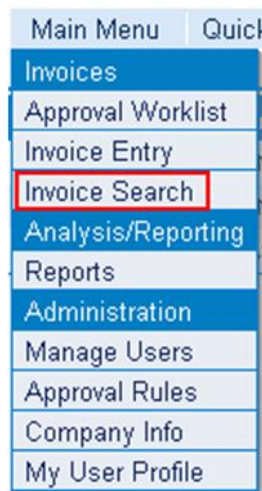 Main Menu Quick
Invoices
Approval Worklist
Invoice Entry
Invoice Search
Analysis/Reporting
Reports
Administration
Manage Users
Approval Rules
Company Info
My User Profile